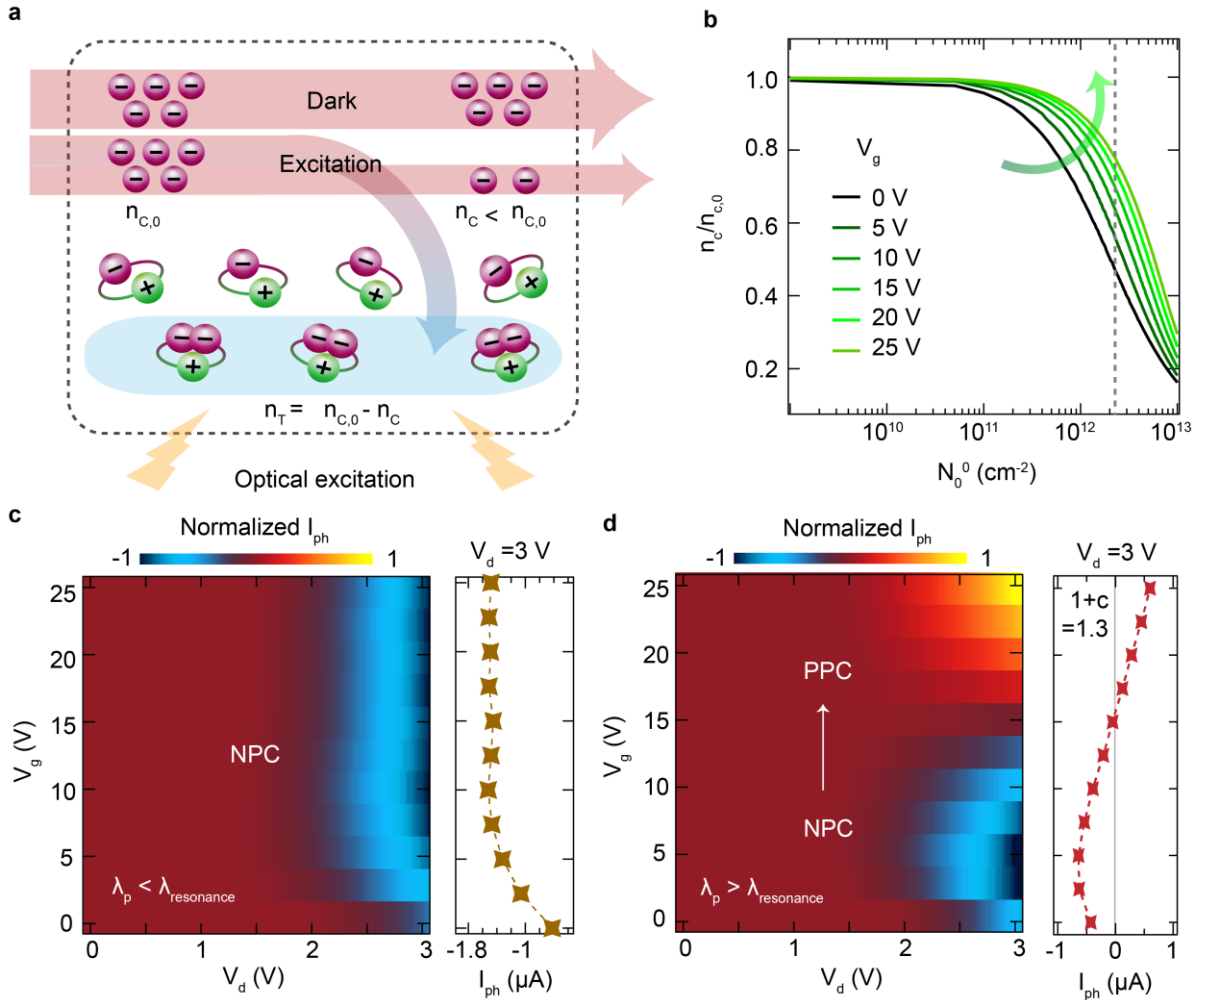 a
Dark
Excitation
n_C,0
n_C < n_C,0
n_T = n_C,0 - n_C
Optical excitation
b
1.0
0.8
0.6
0.4
0.2
n_c/n_c,0
V_g
0 V
5 V
10 V
15 V
20 V
25 V
10^10
10^11
10^12
10^13
N_0^0 (cm^-2)
c
Normalized I_ph
-1
1
V_d =3 V
25
20
15
10
5
0
V_g (V)
NPC
λ_p < λ_resonance
0
1
2
3
V_d (V)
-1.8
-1
I_ph (µA)
d
Normalized I_ph
-1
1
V_d =3 V
25
20
15
10
5
0
V_g (V)
PPC
NPC
λ_p > λ_resonance
0
1
2
3
V_d (V)
1+c
=1.3
-1
0
1
I_ph (µA)